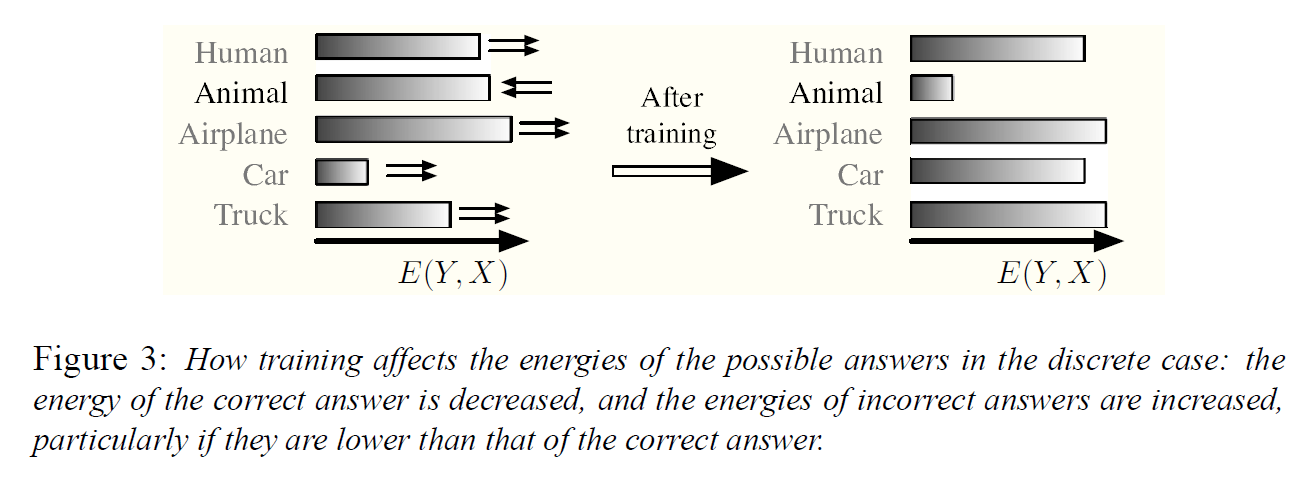 Human
Animal
Airplane
Car
Truck
E(Y, X)
After
training
Human
Animal
Airplane
Car
Truck
E(Y, X)
Figure 3: How training affects the energies of the possible answers in the discrete case: the
energy of the correct answer is decreased, and the energies of incorrect answers are increased,
particularly if they are lower than that of the correct answer.